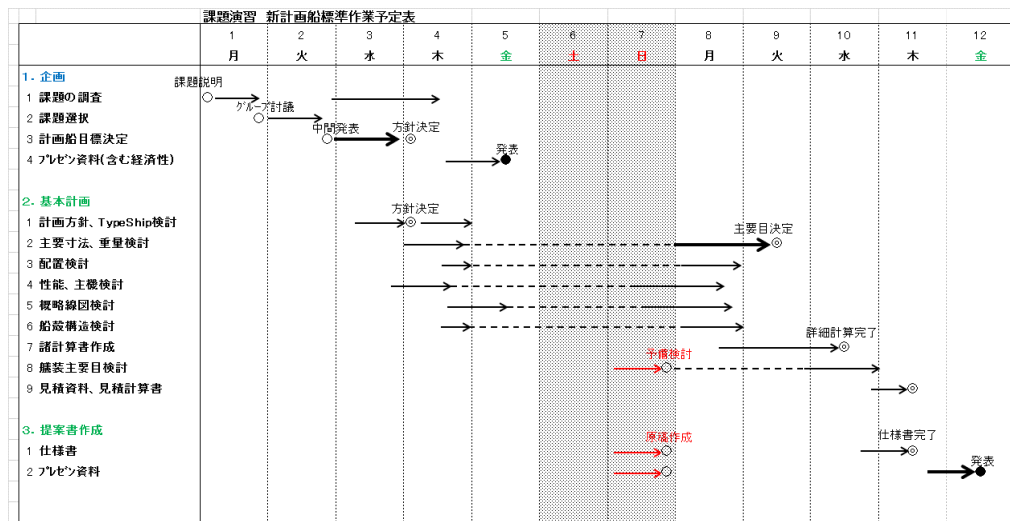 課題演習 新計画船標準作業予定表
1 2 3 4 5 6 7 8 9 10 11 12
月 火 水 木 金 土 日 月 火 水 木 金
1. 企画
課題説明
1 課題の調査
グループ討議
2 課題選択
中間発表 方針決定
3 計画船目標決定
発表
4 プレゼン資料(含む経済性)
2. 基本計画
方針決定
1 計画方針、TypeShip検討
主要目決定
2 主要寸法、重量検討
3 配置検討
4 性能、主機検討
5 概略線図検討
6 船殻構造検討
詳細計算完了
7 諸計算書作成
予備検討
8 艤装主要目検討
9 見積資料、見積計算書
3. 提案書作成
原稿作成 仕様書完了
1 仕様書
発表
2 プレゼン資料